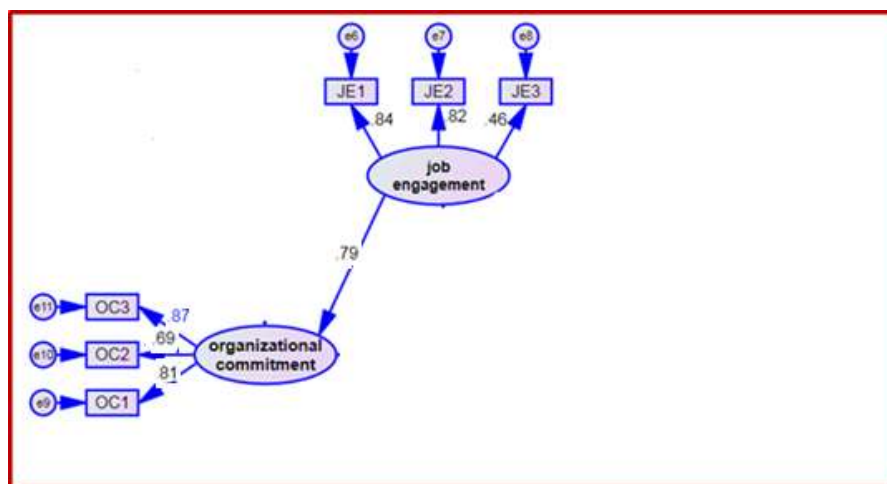 e6 e7 e8
JE1 JE2 JE3
.84 .82 .46
job
engagement
.79
e11 OC3 .87
e10 OC2 .69
e9 OC1 .81
organizational
commitment